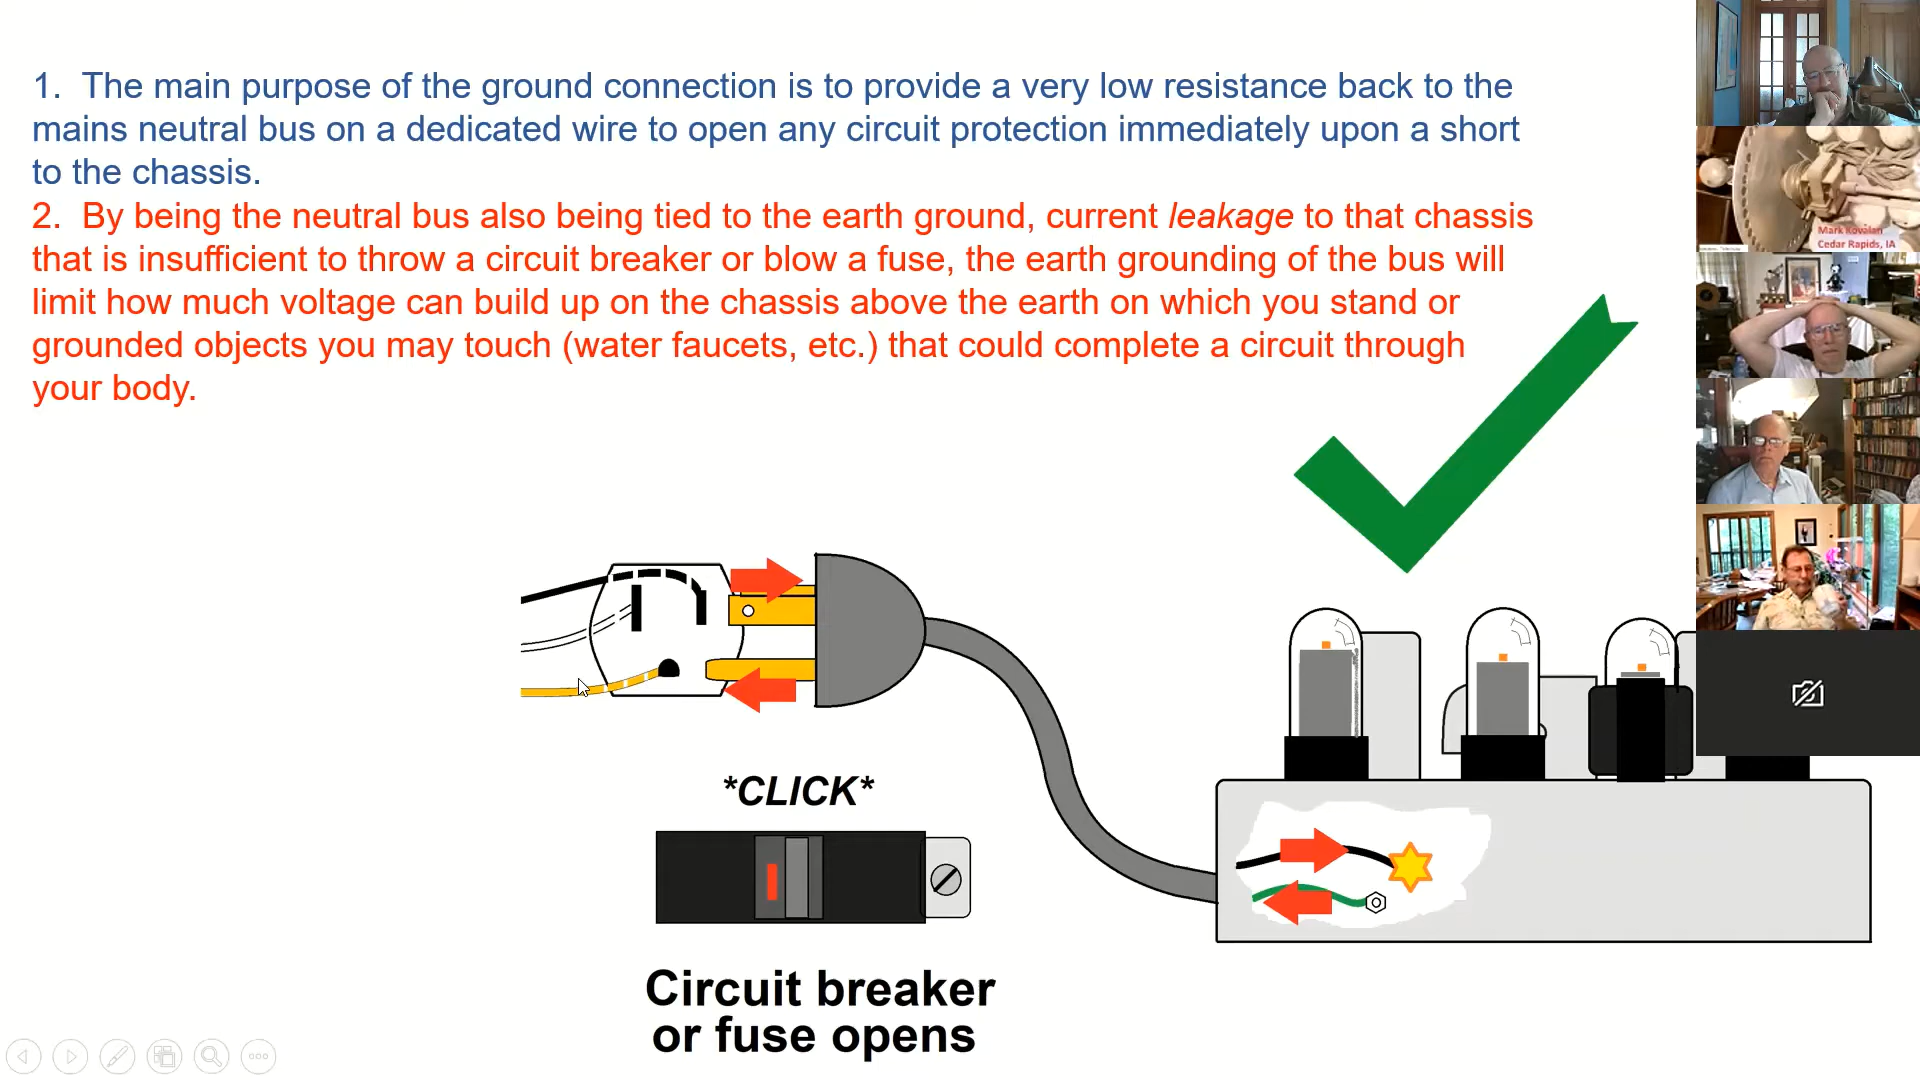 1. The main purpose of the ground connection is to provide a very low resistance back to the
mains neutral bus on a dedicated wire to open any circuit protection immediately upon a short
to the chassis.
2. By being the neutral bus also being tied to the earth ground, current leakage to that chassis
that is insufficient to throw a circuit breaker or blow a fuse, the earth grounding of the bus will
limit how much voltage can build up on the chassis above the earth on which you stand or
grounded objects you may touch (water faucets, etc.) that could complete a circuit through
your body.
Mark Kovalan
Cedar Rapids, IA
*CLICK*
Circuit breaker
or fuse opens